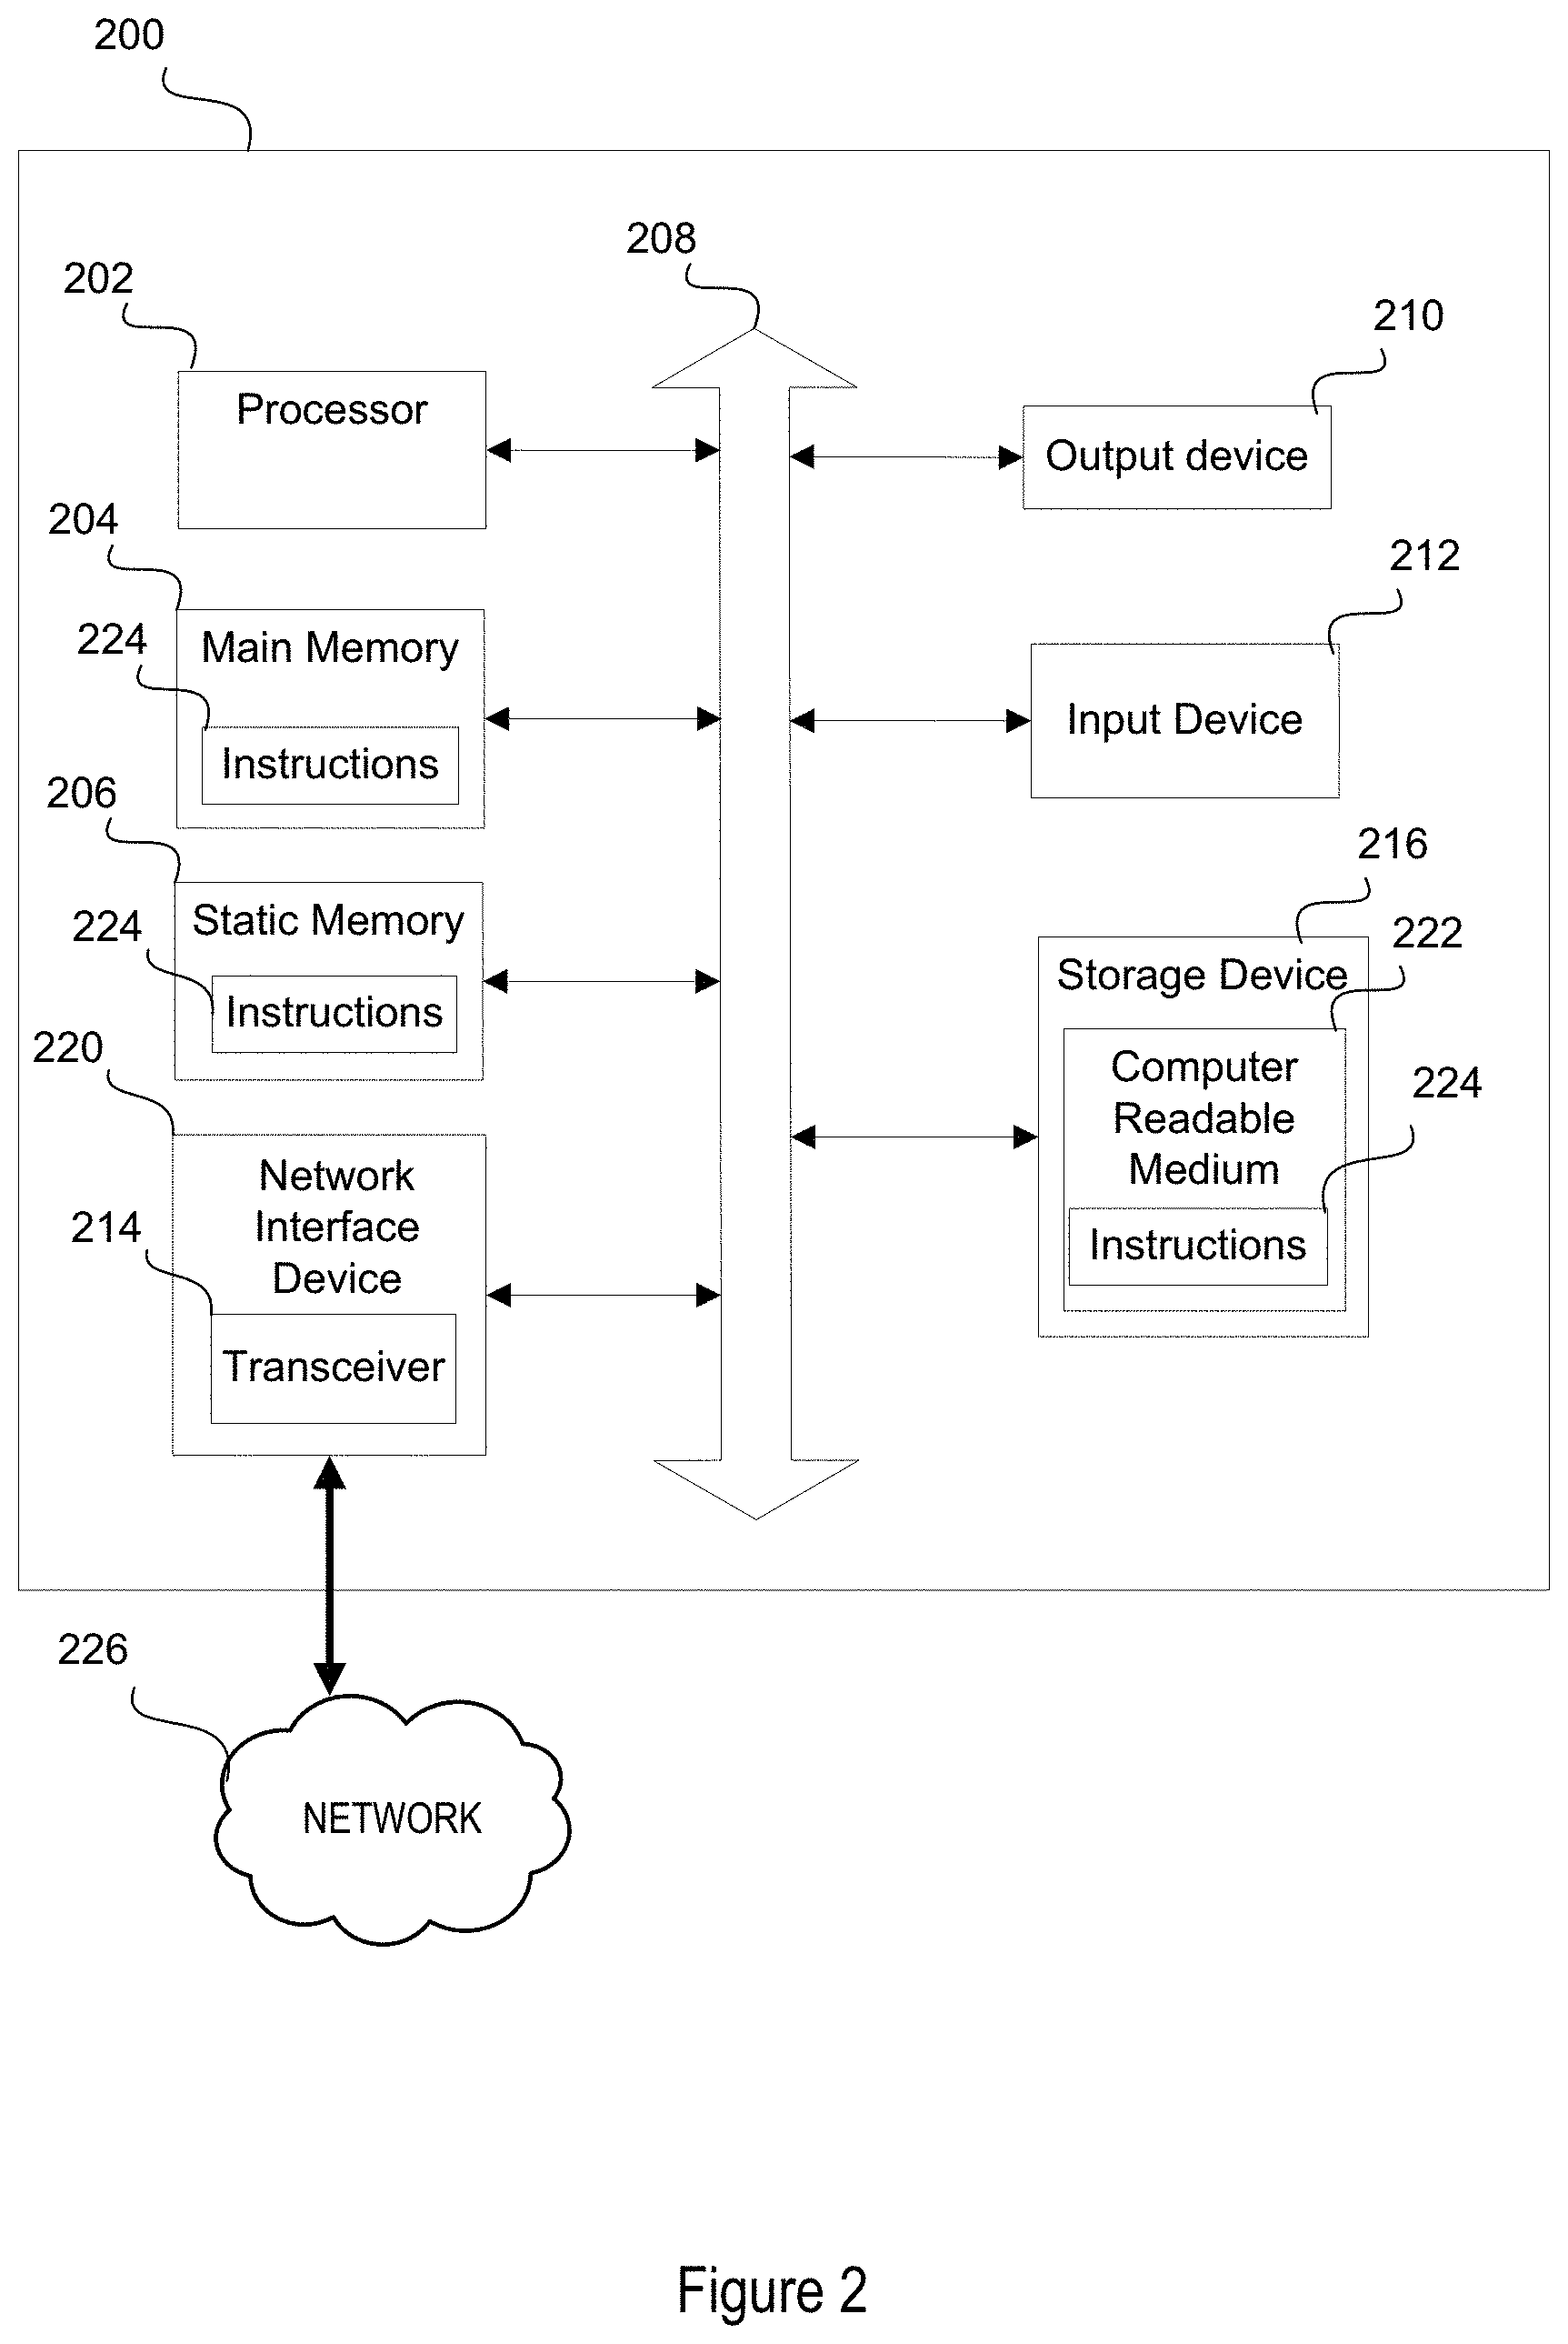 200
208
202
210
Processor
Output device
204
212
224
Main Memory
Input Device
Instructions
206
216
224
Static Memory
222
Storage Device
Instructions
220
Computer
Readable
Medium
224
Network
Interface
Device
214
Instructions
Transceiver
226
NETWORK
Figure 2